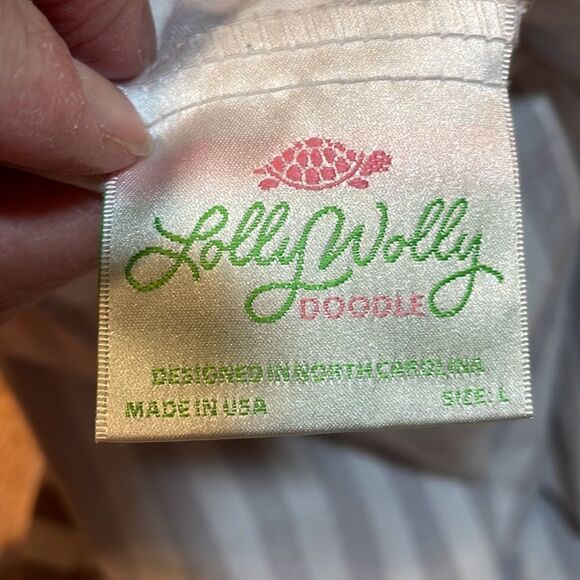 Lolly Wolly
DOODLE
DESIGNED IN NORTH CAROLINA
MADE IN USA SIZE: L